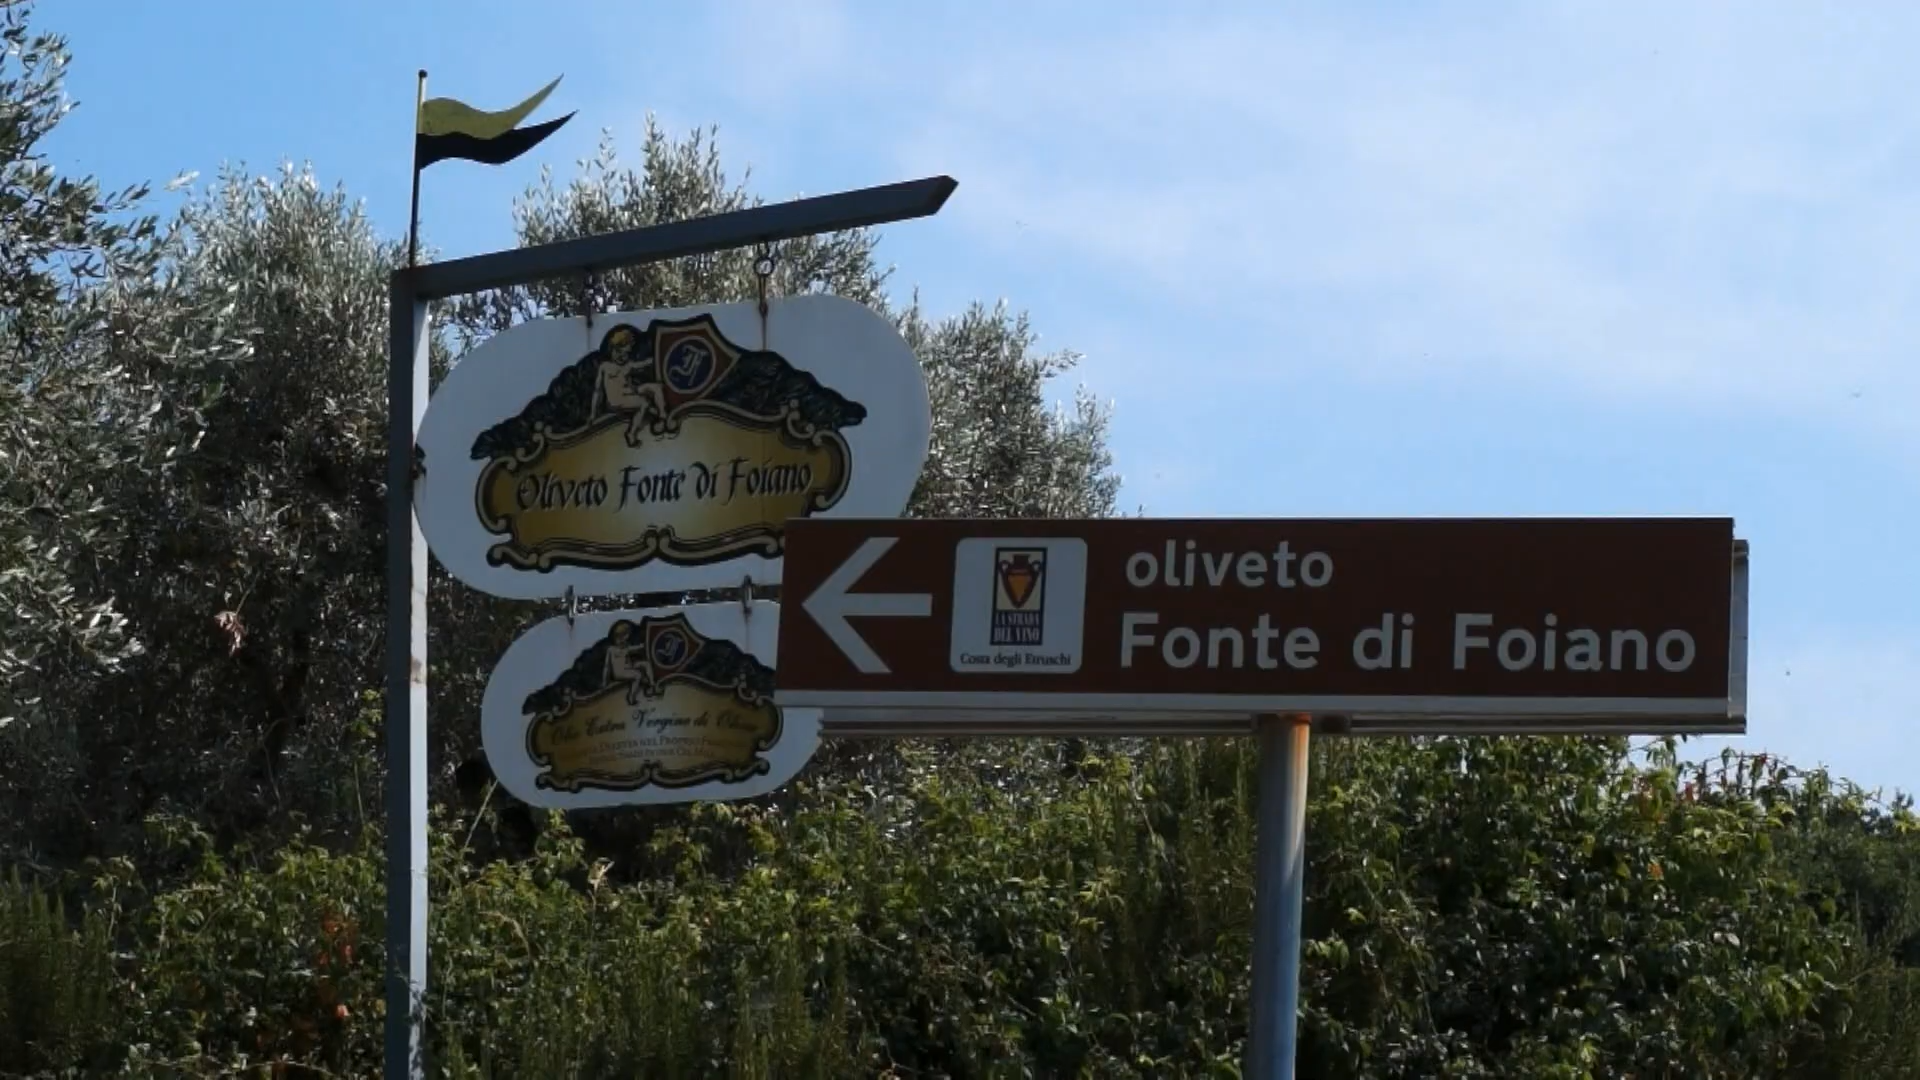 Oliveto Fonte di Foiano
Olio Extra Vergine di Oliva
oliveto
Fonte di Foiano
LA STRADA
DEL VINO
Costa degli Etruschi